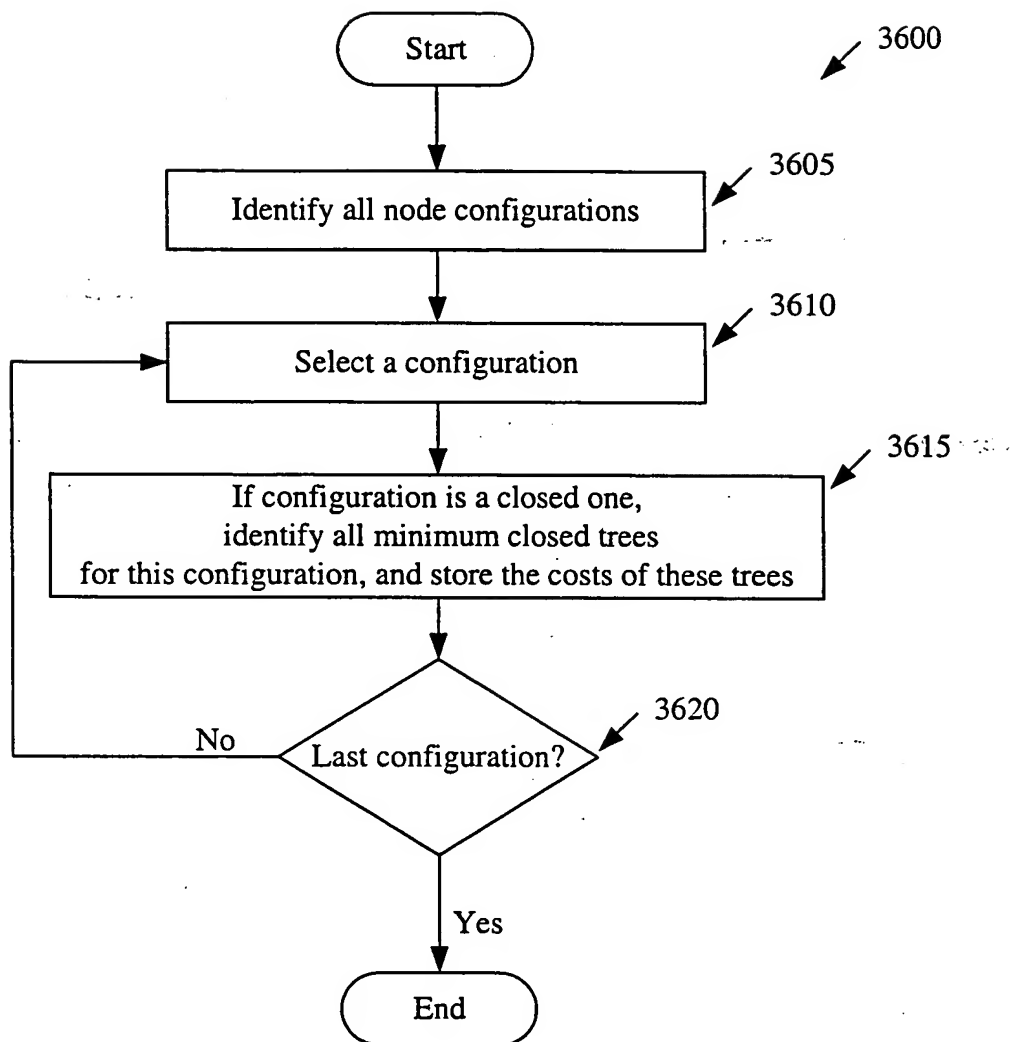 Start
3600
3605
Identify all node configurations
3610
Select a configuration
3615
If configuration is a closed one,
identify all minimum closed trees
for this configuration, and store the costs of these trees
3620
No
Last configuration?
Yes
End